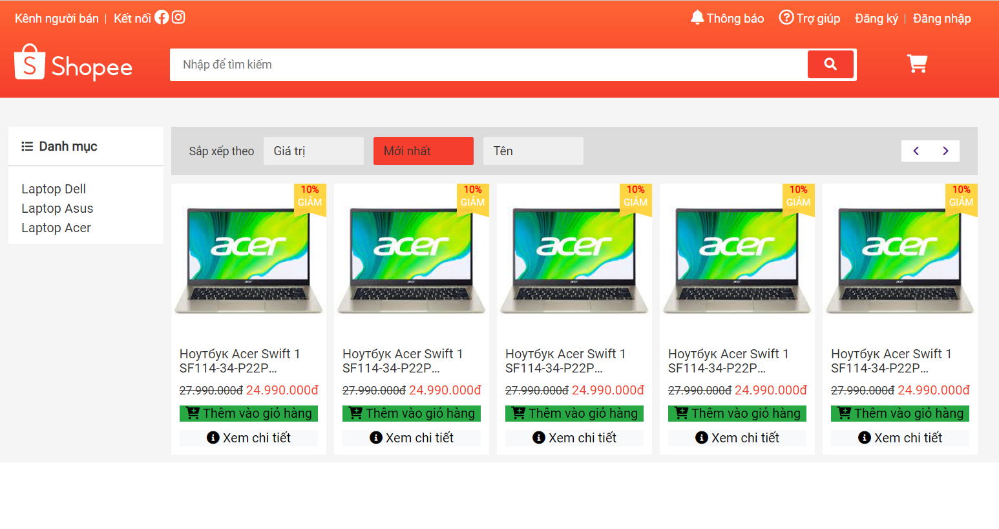 Kênh người bán | Kết nối
Thông báo Trợ giúp Đăng ký | Đăng nhập
S Shopee
Nhập để tìm kiếm
Danh mục
Laptop Dell
Laptop Asus
Laptop Acer
Sắp xếp theo Giá trị Mới nhất Tên
10% 10% 10% 10% 10%
GIẢM GIẢM GIẢM GIẢM GIẢM
acer acer acer acer acer
Ноутбук Acer Swift 1 Ноутбук Acer Swift 1 Ноутбук Acer Swift 1 Ноутбук Acer Swift 1 Ноутбук Acer Swift 1
SF114-34-P22P... SF114-34-P22P... SF114-34-P22P... SF114-34-P22P... SF114-34-P22P...
27.990.000đ 24.990.000đ 27.990.000đ 24.990.000đ 27.990.000đ 24.990.000đ 27.990.000đ 24.990.000đ 27.990.000đ 24.990.000đ
Thêm vào giỏ hàng Thêm vào giỏ hàng Thêm vào giỏ hàng Thêm vào giỏ hàng Thêm vào giỏ hàng
Xem chi tiết Xem chi tiết Xem chi tiết Xem chi tiết Xem chi tiết